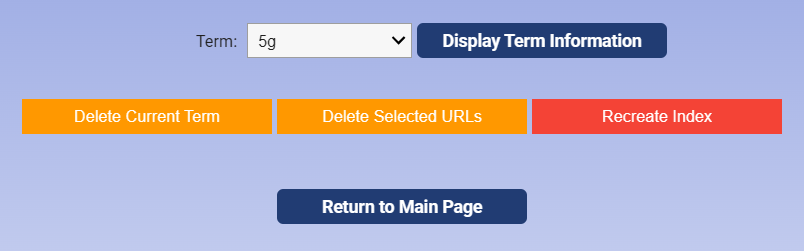 Term: 5g Display Term Information
Delete Current Term Delete Selected URLs Recreate Index
Return to Main Page